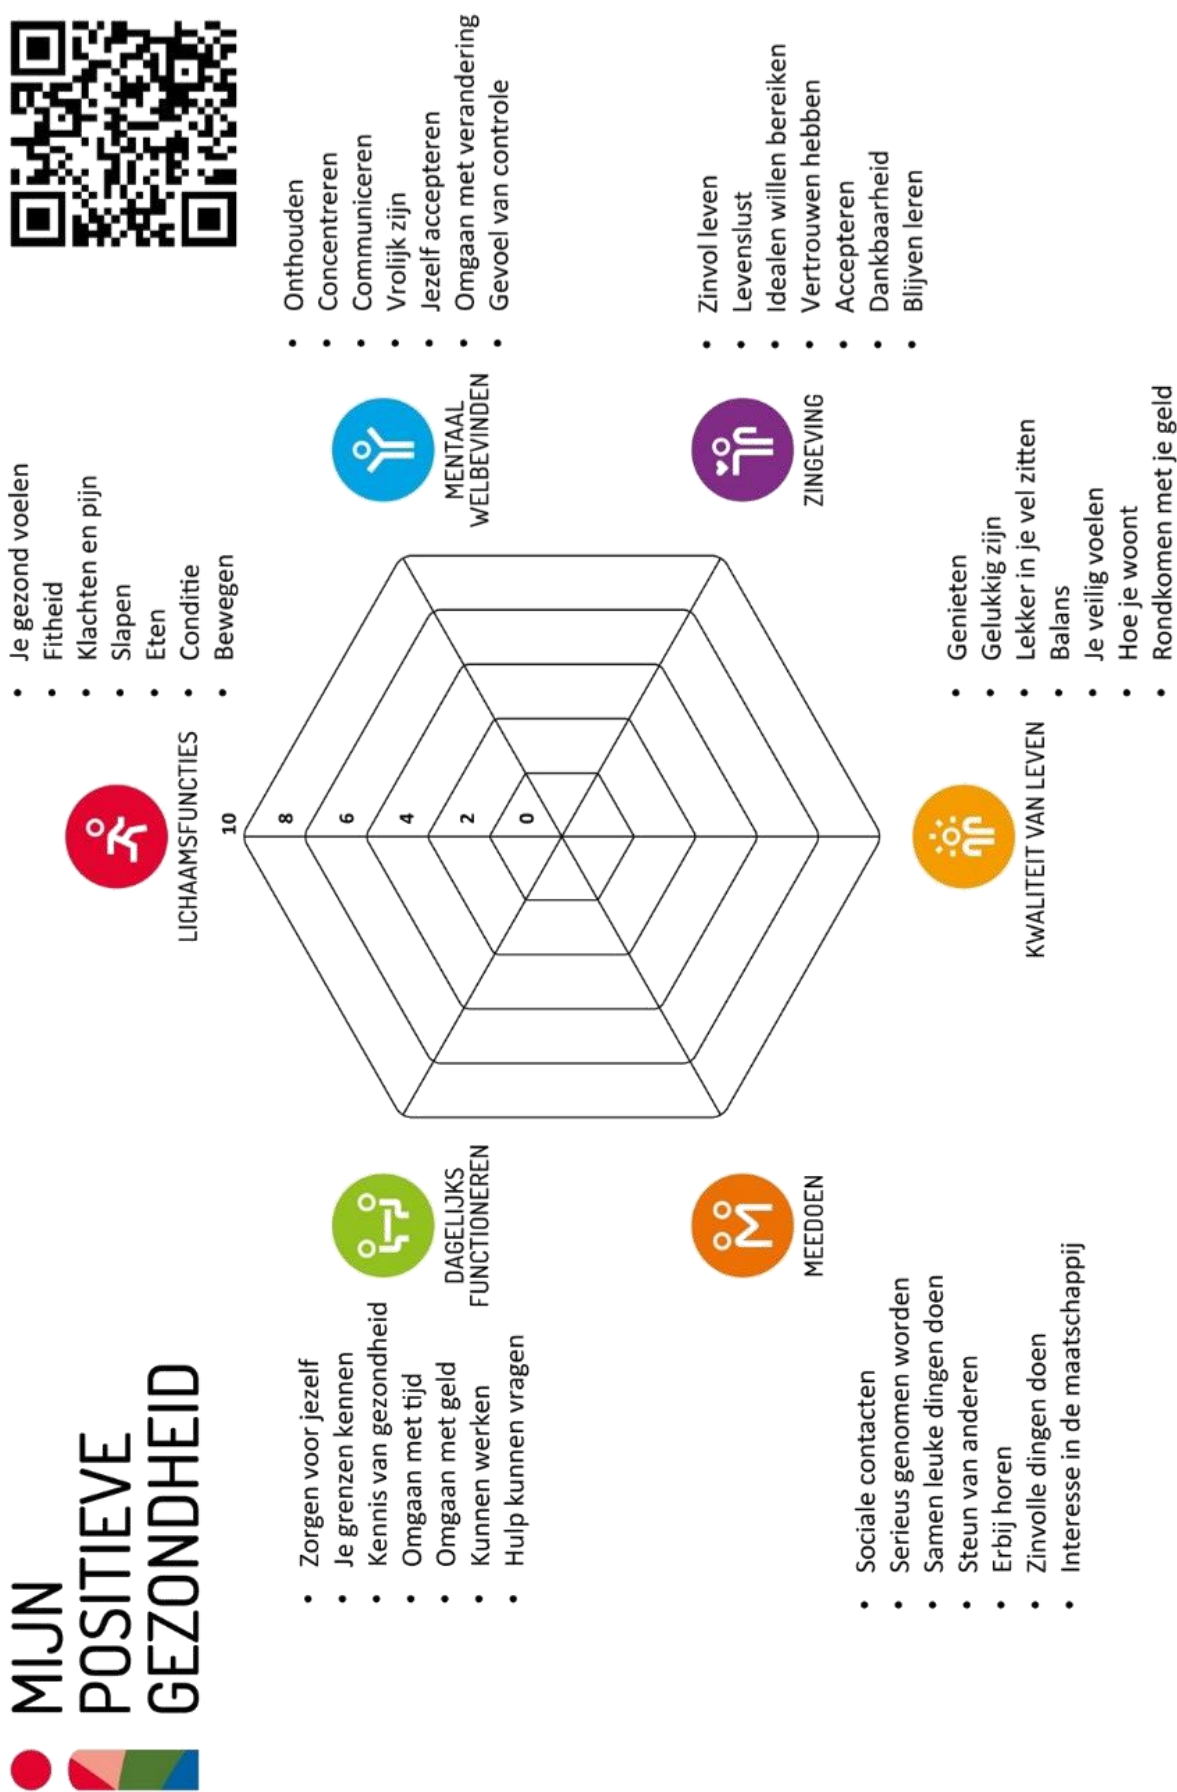 MIJN
POSITIEVE
GEZONDHEID
LICHAAMSFUNCTIES
• Je gezond voelen
• Fitheid
• Klachten en pijn
• Slapen
• Eten
• Conditie
• Bewegen
MENTAAL
WELBEVINDEN
• Onthouden
• Concentreren
• Communiceren
• Vrolijk zijn
• Jezelf accepteren
• Omgaan met verandering
• Gevoel van controle
ZINGEVING
• Zinvol leven
• Levenslust
• Idealen willen bereiken
• Vertrouwen hebben
• Accepteren
• Dankbaarheid
• Blijven leren
KWALITEIT VAN LEVEN
• Genieten
• Gelukkig zijn
• Lekker in je vel zitten
• Balans
• Je veilig voelen
• Hoe je woont
• Rondkomen met je geld
MEEDOEN
• Sociale contacten
• Serieus genomen worden
• Samen leuke dingen doen
• Steun van anderen
• Erbij horen
• Zinvolle dingen doen
• Interesse in de maatschappij
DAGELIJKS
FUNCTIONEREN
• Zorgen voor jezelf
• Je grenzen kennen
• Kennis van gezondheid
• Omgaan met tijd
• Omgaan met geld
• Kunnen werken
• Hulp kunnen vragen
10
8
6
4
2
0